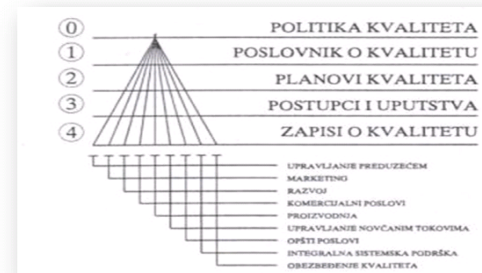 0 POLITIKA KVALITETA
1 POSLOVNIK O KVALITETU
2 PLANOVI KVALITETA
3 POSTUPCI I UPUTSTVA
4 ZAPISI O KVALITETU
UPRAVLJANJE PREDUZEĆEM
MARKETING
RAZVOJ
KOMERCIJALNI POSLOVI
PROIZVODNJA
UPRAVLJANJE NOVČANIM TOKOVIMA
OPŠTI POSLOVI
INTEGRALNA SISTEMSKA PODRŠKA
OBEZBEĐENJE KVALITETA